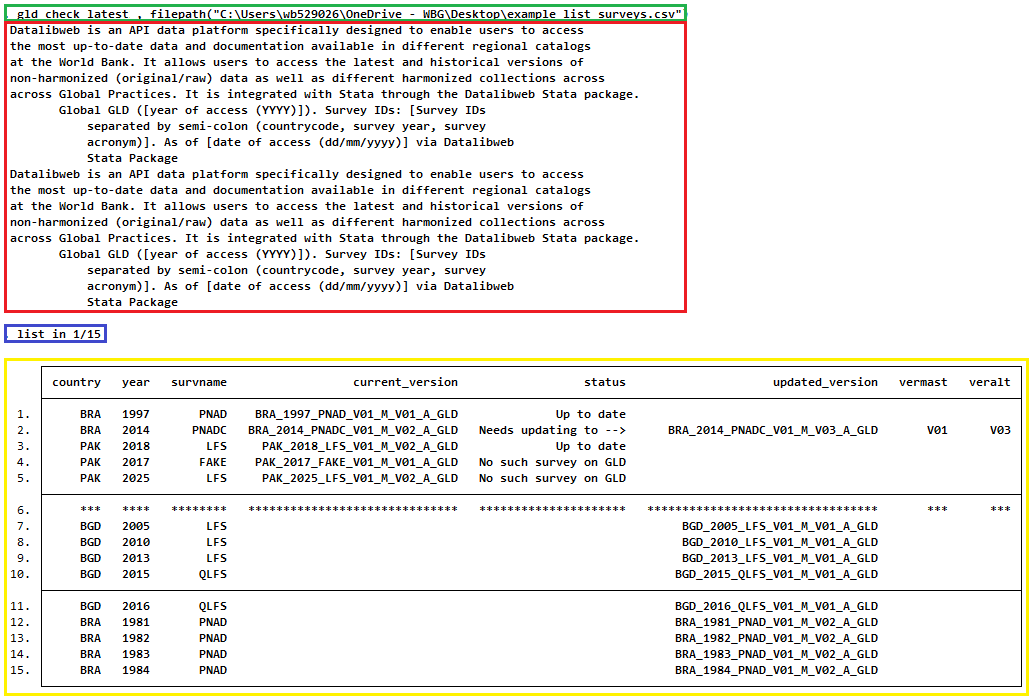 . gld check latest , filepath("C:\Users\wb529026\OneDrive - WBG\Desktop\example list surveys.csv"
Datalibweb is an API data platform specifically designed to enable users to access
the most up-to-date data and documentation available in different regional catalogs
at the World Bank. It allows users to access the latest and historical versions of
non-harmonized (original/raw) data as well as different harmonized collections across
across Global Practices. It is integrated with Stata through the Datalibweb Stata package.
Global GLD ([year of access (YYYY)]). Survey IDs: [Survey IDs
separated by semi-colon (countrycode, survey year, survey
acronym)]. As of [date of access (dd/mm/yyyy)] via Datalibweb
Stata Package
Datalibweb is an API data platform specifically designed to enable users to access
the most up-to-date data and documentation available in different regional catalogs
at the World Bank. It allows users to access the latest and historical versions of
non-harmonized (original/raw) data as well as different harmonized collections across
across Global Practices. It is integrated with Stata through the Datalibweb Stata package.
Global GLD ([year of access (YYYY)]). Survey IDs: [Survey IDs
separated by semi-colon (countrycode, survey year, survey
acronym)]. As of [date of access (dd/mm/yyyy)] via Datalibweb
Stata Package
. list in 1/15
country year survname current_version status updated_version vermast veralt
1. BRA 1997 PNAD BRA_1997_PNAD_V01_M_V01_A_GLD Up to date
2. BRA 2014 PNADC BRA_2014_PNADC_V01_M_V02_A_GLD Needs updating to --> BRA_2014_PNADC_V01_M_V03_A_GLD V01 V03
3. PAK 2018 LFS PAK_2018_LFS_V01_M_V02_A_GLD Up to date
4. PAK 2017 FAKE PAK_2017_FAKE_V01_M_V01_A_GLD No such survey on GLD
5. PAK 2025 LFS PAK_2025_LFS_V01_M_V02_A_GLD No such survey on GLD
6. *** **** ******** ****************************** ********************* ********************************* *** ***
7. BGD 2005 LFS BGD_2005_LFS_V01_M_V01_A_GLD
8. BGD 2010 LFS BGD_2010_LFS_V01_M_V01_A_GLD
9. BGD 2013 LFS BGD_2013_LFS_V01_M_V01_A_GLD
10. BGD 2015 QLFS BGD_2015_QLFS_V01_M_V01_A_GLD
11. BGD 2016 QLFS BGD_2016_QLFS_V01_M_V01_A_GLD
12. BRA 1981 PNAD BRA_1981_PNAD_V01_M_V02_A_GLD
13. BRA 1982 PNAD BRA_1982_PNAD_V01_M_V02_A_GLD
14. BRA 1983 PNAD BRA_1983_PNAD_V01_M_V02_A_GLD
15. BRA 1984 PNAD BRA_1984_PNAD_V01_M_V02_A_GLD